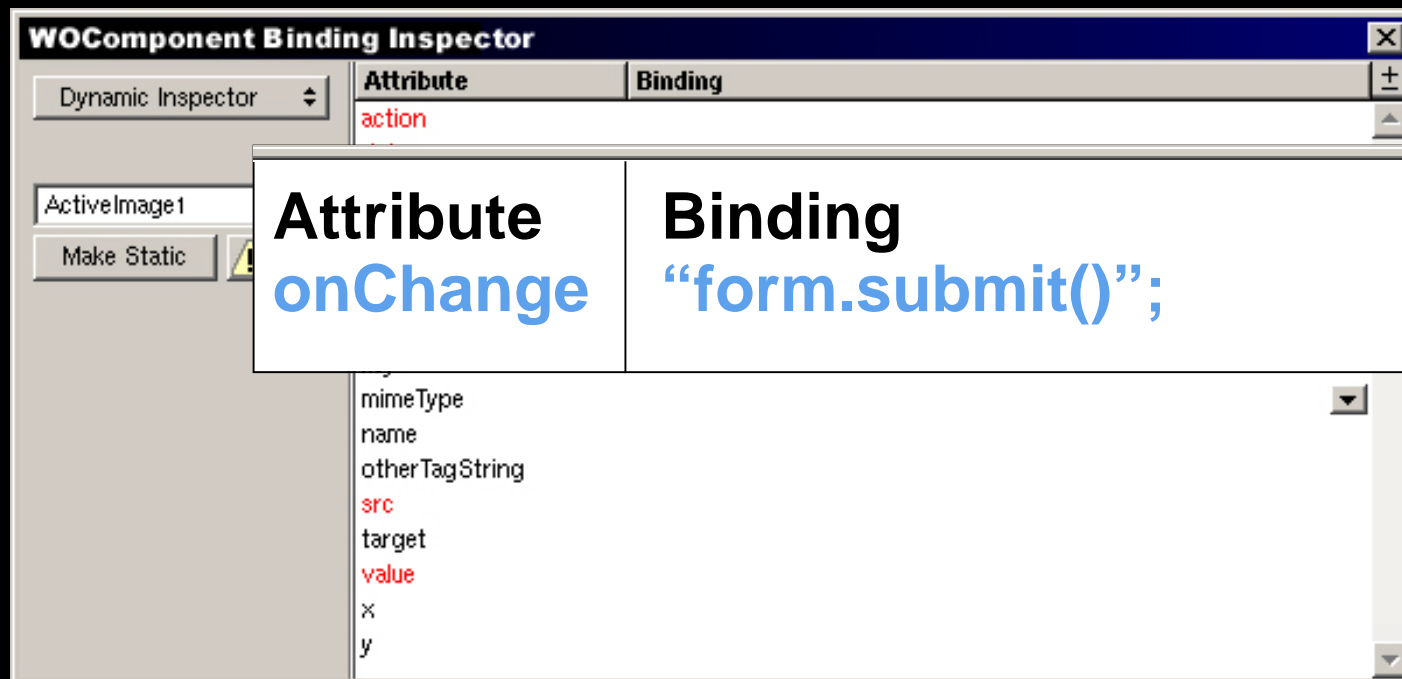 WOComponent Binding Inspector
Dynamic Inspector
Attribute Binding
action
ActiveImage1
Make Static
Attribute Binding
onChange “form.submit()”;
mimeType
name
otherTagString
src
target
value
x
y